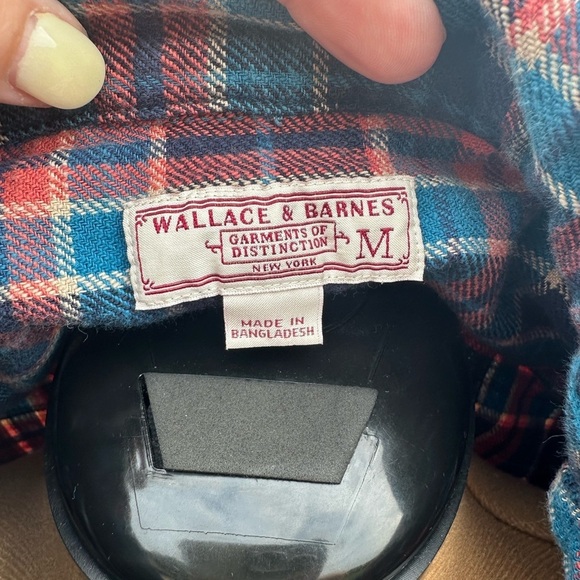 WALLACE & BARNES
GARMENTS OF
DISTINCTION
M
NEW YORK
MADE IN
BANGLADESH